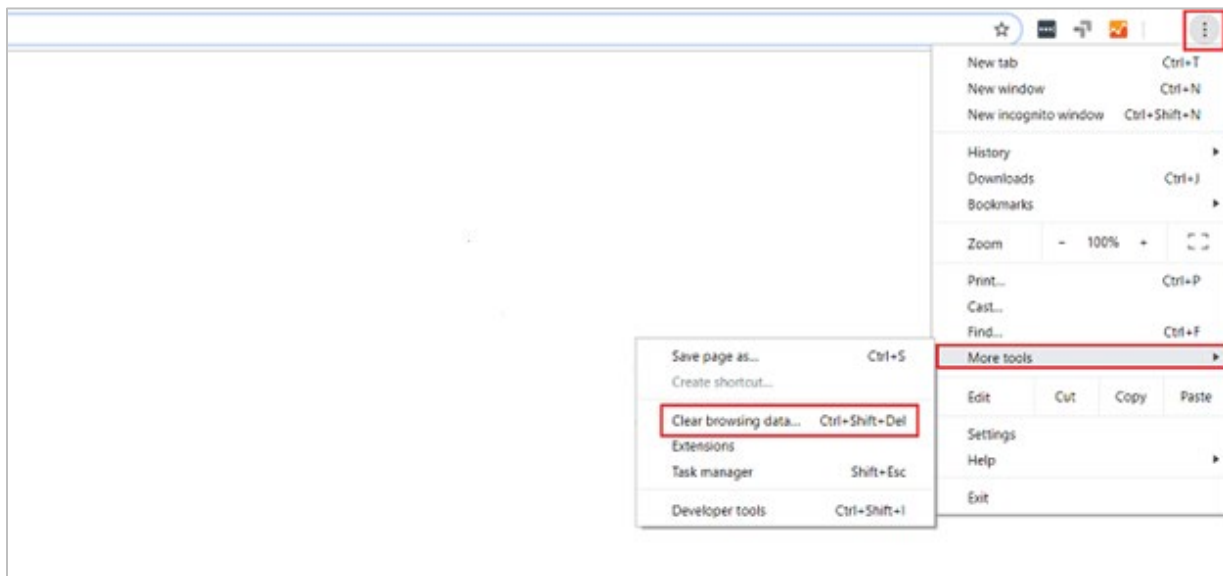 New tab Ctrl+T
New window Ctrl+N
New incognito window Ctrl+Shift+N
History
Downloads Ctrl+J
Bookmarks
Zoom - 100% +
Print... Ctrl+P
Cast...
Find... Ctrl+F
More tools
Edit Cut Copy Paste
Settings
Help
Exit
Save page as... Ctrl+S
Create shortcut...
Clear browsing data... Ctrl+Shift+Del
Extensions
Task manager Shift+Esc
Developer tools Ctrl+Shift+I